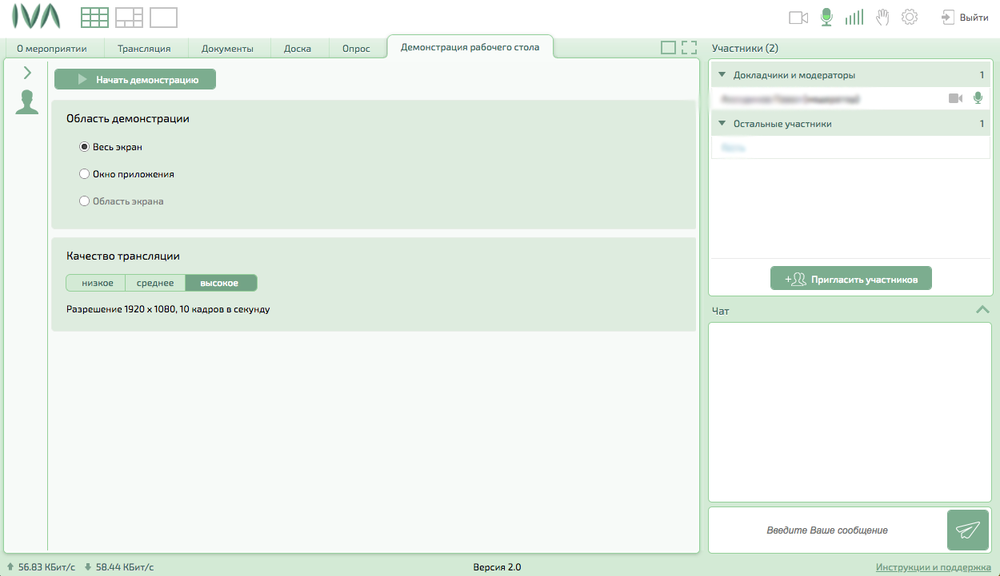 IVA
Выйти
О мероприятии
Трансляция
Документы
Доска
Опрос
Демонстрация рабочего стола
Начать демонстрацию
Область демонстрации
Весь экран
Окно приложения
Область экрана
Качество трансляции
низкое
среднее
высокое
Разрешение 1920 x 1080, 10 кадров в секунду
Участники (2)
Докладчики и модераторы 1
Остальные участники 1
Пригласить участников
Чат
Введите Ваше сообщение
56.83 КБит/с
58.44 КБит/с
Версия 2.0
Инструкции и поддержка